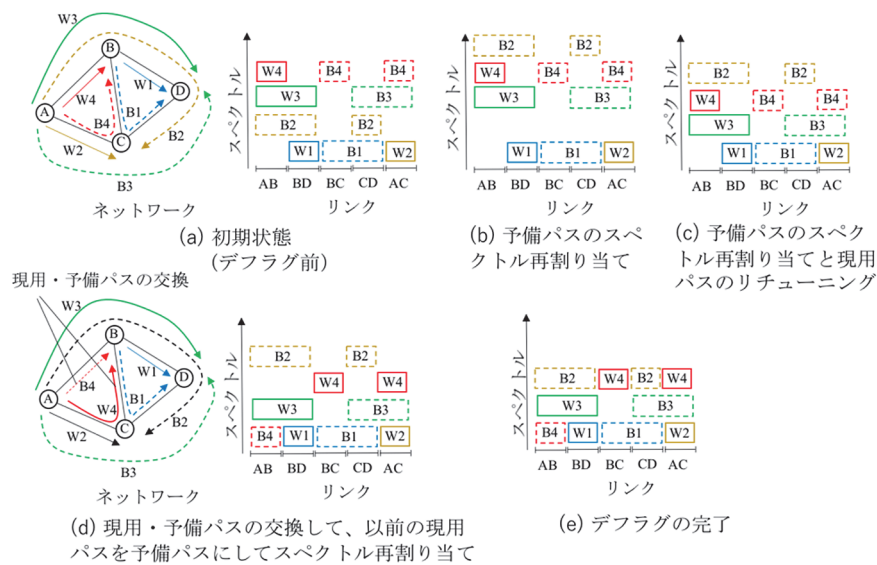 W3
B
D
W1
W4
A
B4
B1
B2
C
W2
B3
ネットワーク
スペクトル
W4
B4
B4
W3
B3
B2
B2
W1
B1
W2
AB
BD
BC
CD
AC
リンク
(a) 初期状態
(デフラグ前)
スペクトル
B2
B2
W4
B4
B4
W3
B3
W1
B1
W2
AB
BD
BC
CD
AC
リンク
(b) 予備パスのスペ
クトル再割り当て
スペクトル
B2
B2
W4
B4
B4
W3
B3
W1
B1
W2
AB
BD
BC
CD
AC
リンク
(c) 予備パスのスペク
トル再割り当てと現用
パスのリチューニング
現用・予備パスの交換
W3
B
W1
D
B4
A
B1
W4
B2
W2
C
B3
ネットワーク
スペクトル
B2
B2
W4
W4
W3
B3
B4
W1
B1
W2
AB
BD
BC
CD
AC
リンク
(d) 現用・予備パスの交換して、以前の現用
パスを予備パスにしてスペクトル再割り当て
スペクトル
B2
W4
B2
W4
W3
B3
B4
W1
B1
W2
AB
BD
BC
CD
AC
リンク
(e) デフラグの完了